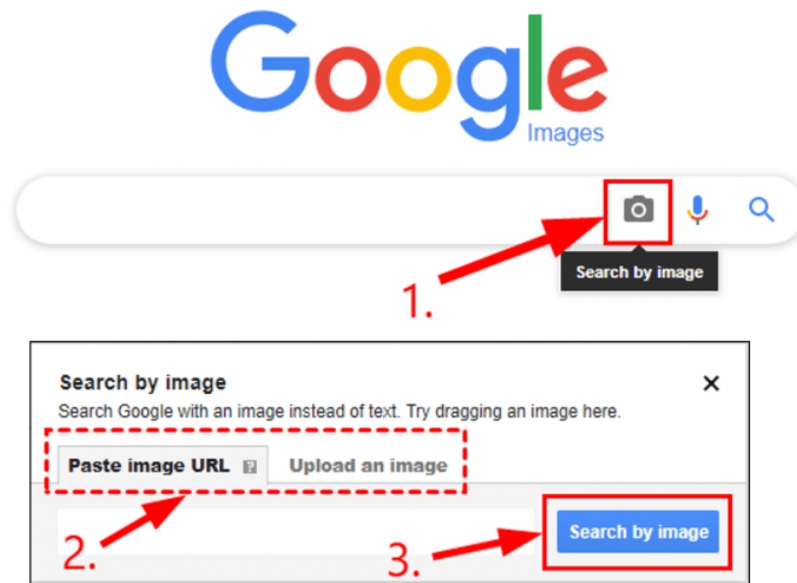 Google
Images
Search by image
1.
Search by image
Search Google with an image instead of text. Try dragging an image here.
Paste image URL ? Upload an image
Search by image
2.
3.